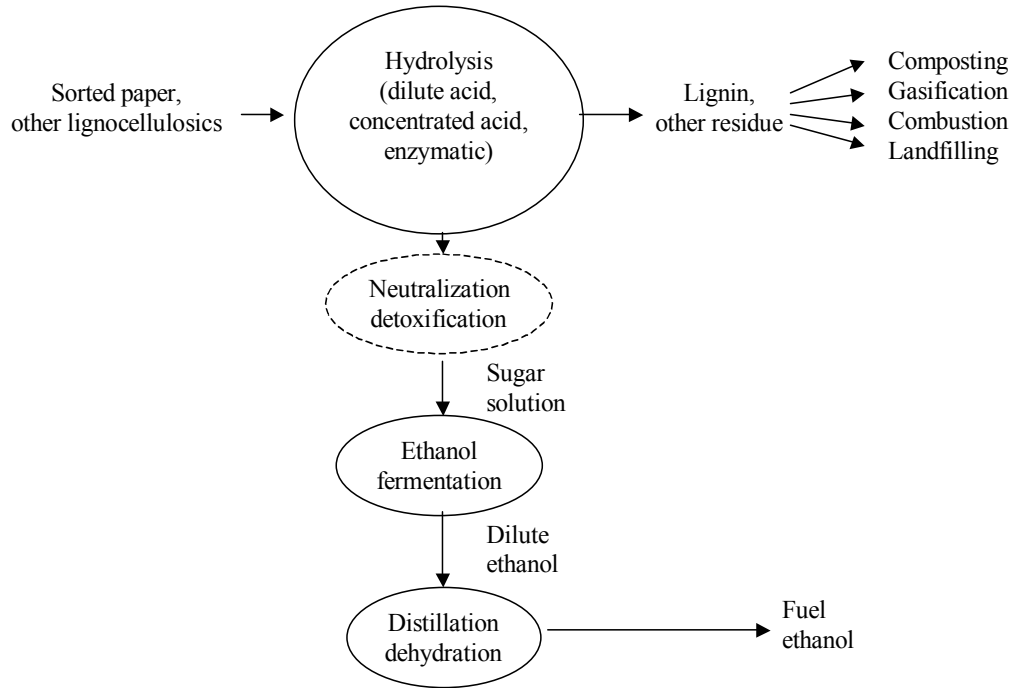 Sorted paper,
other lignocellulosics
Hydrolysis
(dilute acid,
concentrated acid,
enzymatic)
Lignin,
other residue
Composting
Gasification
Combustion
Landfilling
Neutralization
detoxification
Sugar
solution
Ethanol
fermentation
Dilute
ethanol
Distillation
dehydration
Fuel
ethanol